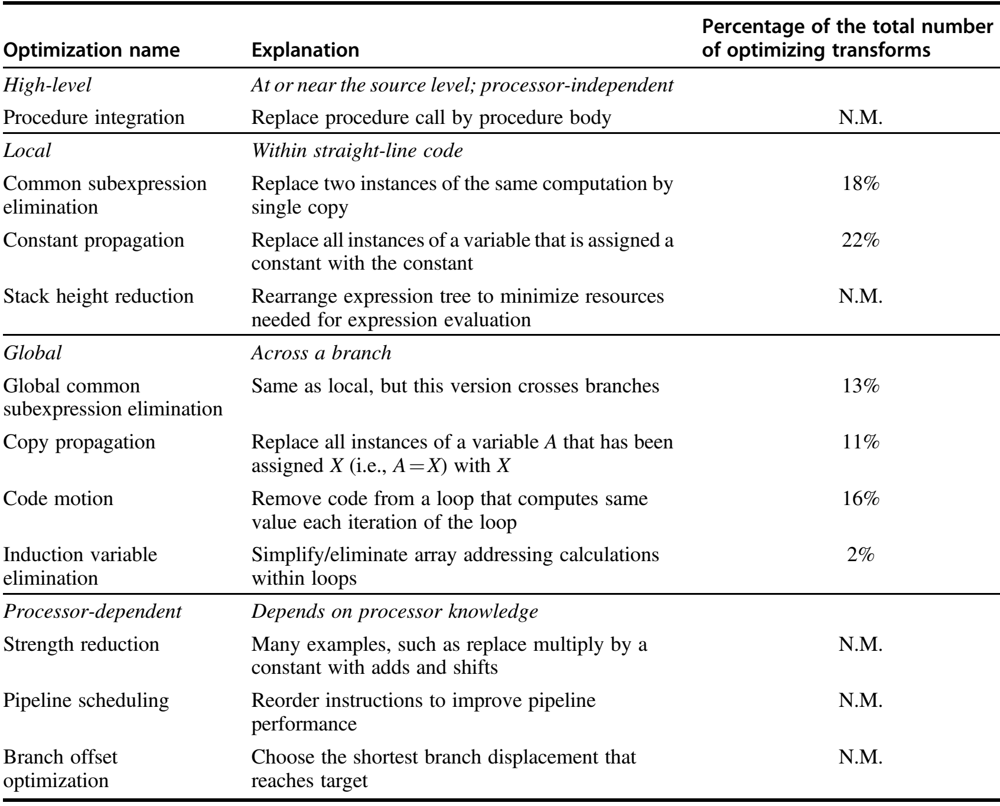 Percentage of the total number
Optimization name Explanation of optimizing transforms
High-level At or near the source level; processor-independent
Procedure integration Replace procedure call by procedure body N.M.
Local Within straight-line code
Common subexpression Replace two instances of the same computation by 18%
elimination single copy
Constant propagation Replace all instances of a variable that is assigned a 22%
constant with the constant
Stack height reduction Rearrange expression tree to minimize resources N.M.
needed for expression evaluation
Global Across a branch
Global common Same as local, but this version crosses branches 13%
subexpression elimination
Copy propagation Replace all instances of a variable A that has been 11%
assigned X (i.e., A=X) with X
Code motion Remove code from a loop that computes same 16%
value each iteration of the loop
Induction variable Simplify/eliminate array addressing calculations 2%
elimination within loops
Processor-dependent Depends on processor knowledge
Strength reduction Many examples, such as replace multiply by a N.M.
constant with adds and shifts
Pipeline scheduling Reorder instructions to improve pipeline N.M.
performance
Branch offset Choose the shortest branch displacement that N.M.
optimization reaches target